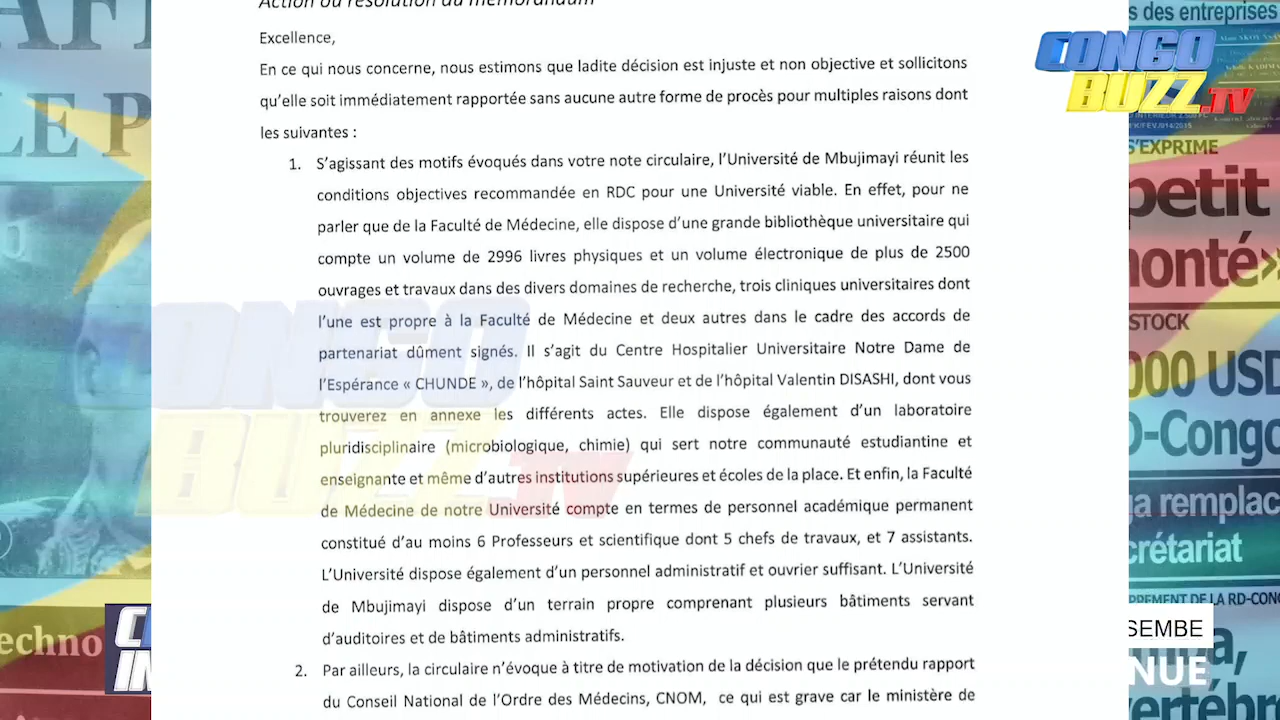 Action ou résolution du mémorandum
Excellence,
En ce qui nous concerne, nous estimons que ladite décision est injuste et non objective et sollicitons
qu'elle soit immédiatement rapportée sans aucune autre forme de procès pour multiples raisons dont
les suivantes :
1. S'agissant des motifs évoqués dans votre note circulaire, l'Université de Mbujimayi réunit les
conditions objectives recommandée en RDC pour une Université viable. En effet, pour ne
parler que de la Faculté de Médecine, elle dispose d'une grande bibliothèque universitaire qui
compte un volume de 2996 livres physiques et un volume électronique de plus de 2500
ouvrages et travaux dans des divers domaines de recherche, trois cliniques universitaires dont
l'une est propre à la Faculté de Médecine et deux autres dans le cadre des accords de
partenariat dûment signés. Il s'agit du Centre Hospitalier Universitaire Notre Dame de
l'Espérance « CHUNDE », de l'hôpital Saint Sauveur et de l'hôpital Valentin DISASHI, dont vous
trouverez en annexe les différents actes. Elle dispose également d'un laboratoire
pluridisciplinaire (microbiologique, chimie) qui sert notre communauté estudiantine et
enseignante et même d'autres institutions supérieures et écoles de la place. Et enfin, la Faculté
de Médecine de notre Université compte en termes de personnel académique permanent
constitué d'au moins 6 Professeurs et scientifique dont 5 chefs de travaux, et 7 assistants.
L'Université dispose également d'un personnel administratif et ouvrier suffisant. L'Université
de Mbujimayi dispose d'un terrain propre comprenant plusieurs bâtiments servant
d'auditoires et de bâtiments administratifs.
2. Par ailleurs, la circulaire n'évoque à titre de motivation de la décision que le prétendu rapport
du Conseil National de l'Ordre des Médecins, CNOM, ce qui est grave car le ministère de
CONGO
BUZZ.TV
CONGO
BUZZ.TV
s des entreprises
S'EXPRIME
petit
monté»
STOCK
000 USD
D-Congo
ga remplac
crétariat
PPEMENT DE LA RD-CONG
SEMBE
NUE
vertébr
echno
LE P